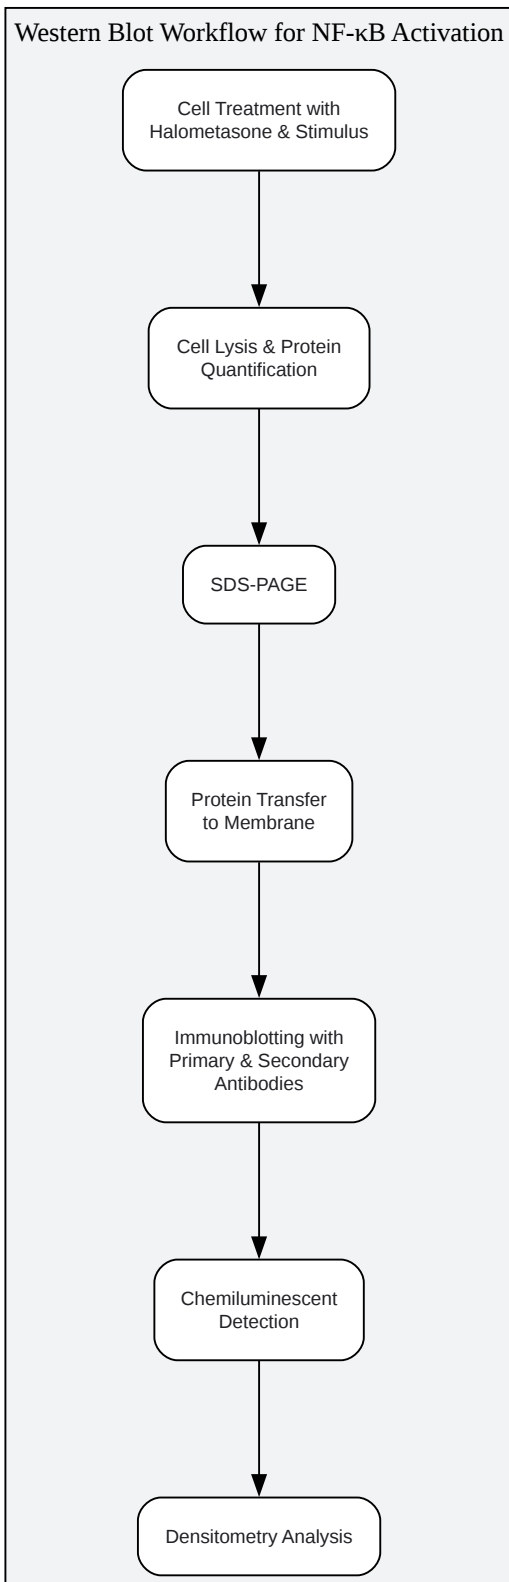 Western Blot Workflow for NF-κB Activation
Cell Treatment with
Halometasone & Stimulus
Cell Lysis & Protein
Quantification
SDS-PAGE
Protein Transfer
to Membrane
Immunoblotting with
Primary & Secondary
Antibodies
Chemiluminescent
Detection
Densitometry Analysis